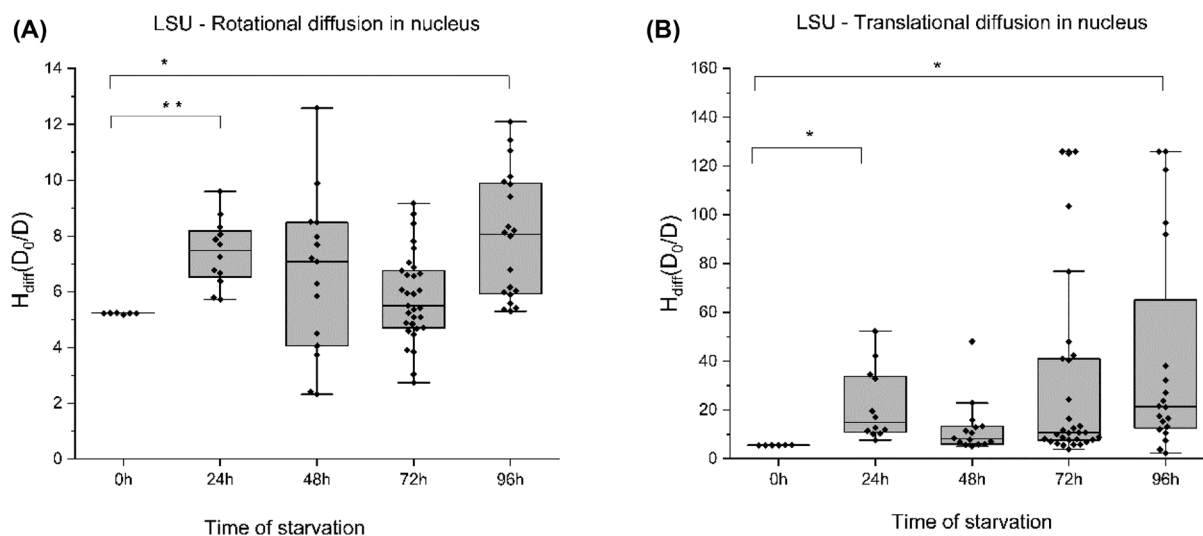 (A)
LSU - Rotational diffusion in nucleus
*
* *
14
12
10
8
6
4
2
0
H_diff(D_0/D)
0h 24h 48h 72h 96h
Time of starvation
(B)
LSU - Translational diffusion in nucleus
*
*
160
140
120
100
80
60
40
20
0
H_diff(D_0/D)
0h 24h 48h 72h 96h
Time of starvation